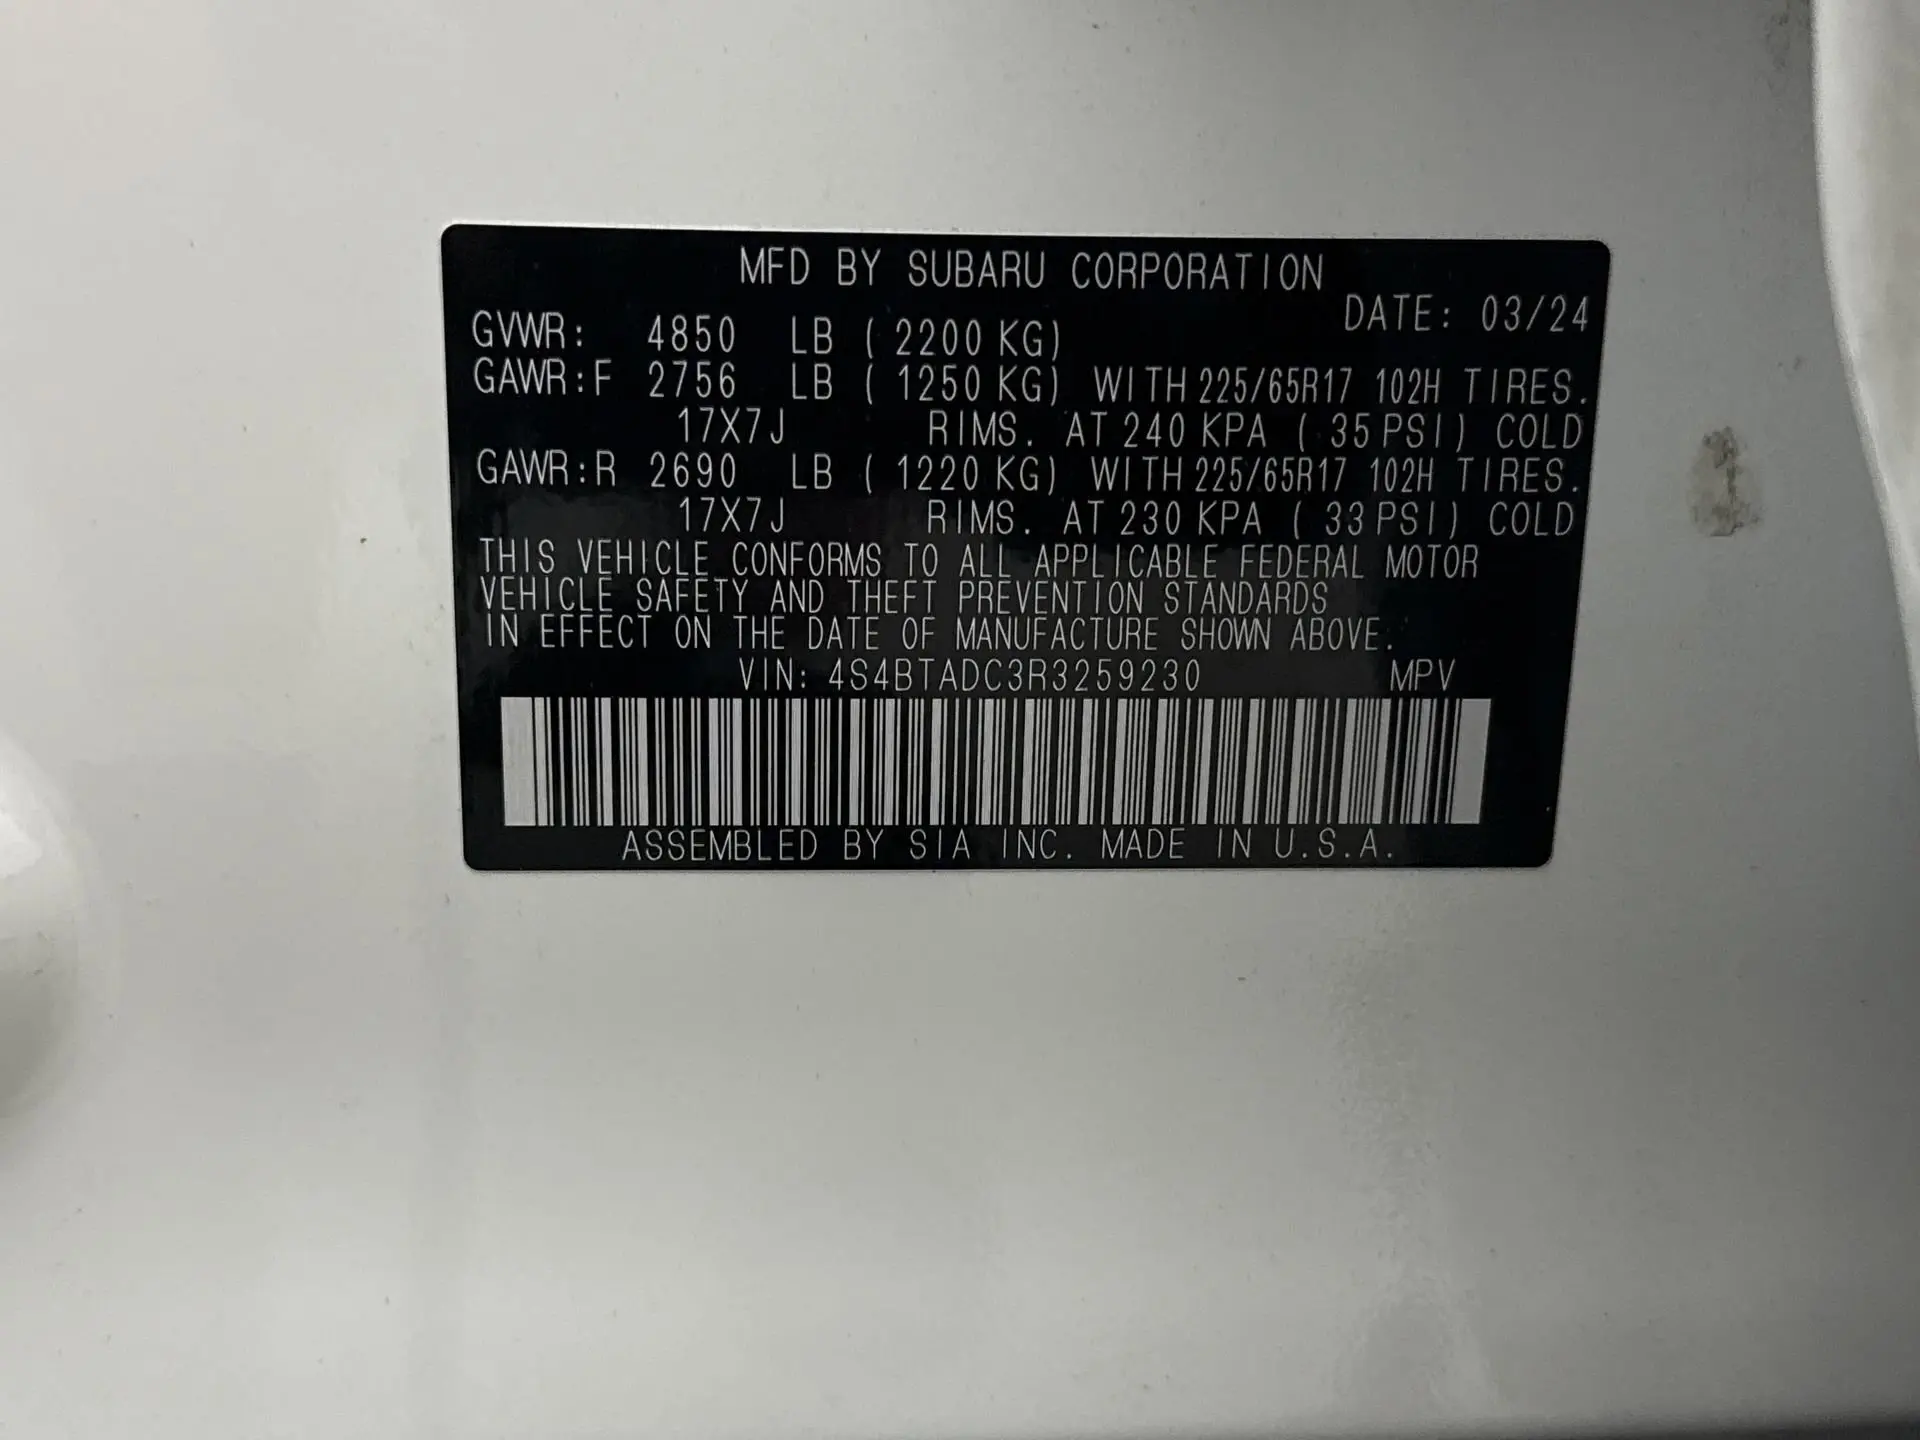 MFD BY SUBARU CORPORATION
DATE: 03/24
GVWR: 4850 LB ( 2200 KG)
GAWR:F 2756 LB ( 1250 KG) WITH 225/65R17 102H TIRES.
17X7J RIMS. AT 240 KPA ( 35 PSI) COLD
GAWR:R 2690 LB ( 1220 KG) WITH 225/65R17 102H TIRES.
17X7J RIMS. AT 230 KPA ( 33 PSI) COLD
THIS VEHICLE CONFORMS TO ALL APPLICABLE FEDERAL MOTOR
VEHICLE SAFETY AND THEFT PREVENTION STANDARDS
IN EFFECT ON THE DATE OF MANUFACTURE SHOWN ABOVE.
VIN: 4S4BTADC3R3259230 MPV
ASSEMBLED BY SIA INC. MADE IN U.S.A.